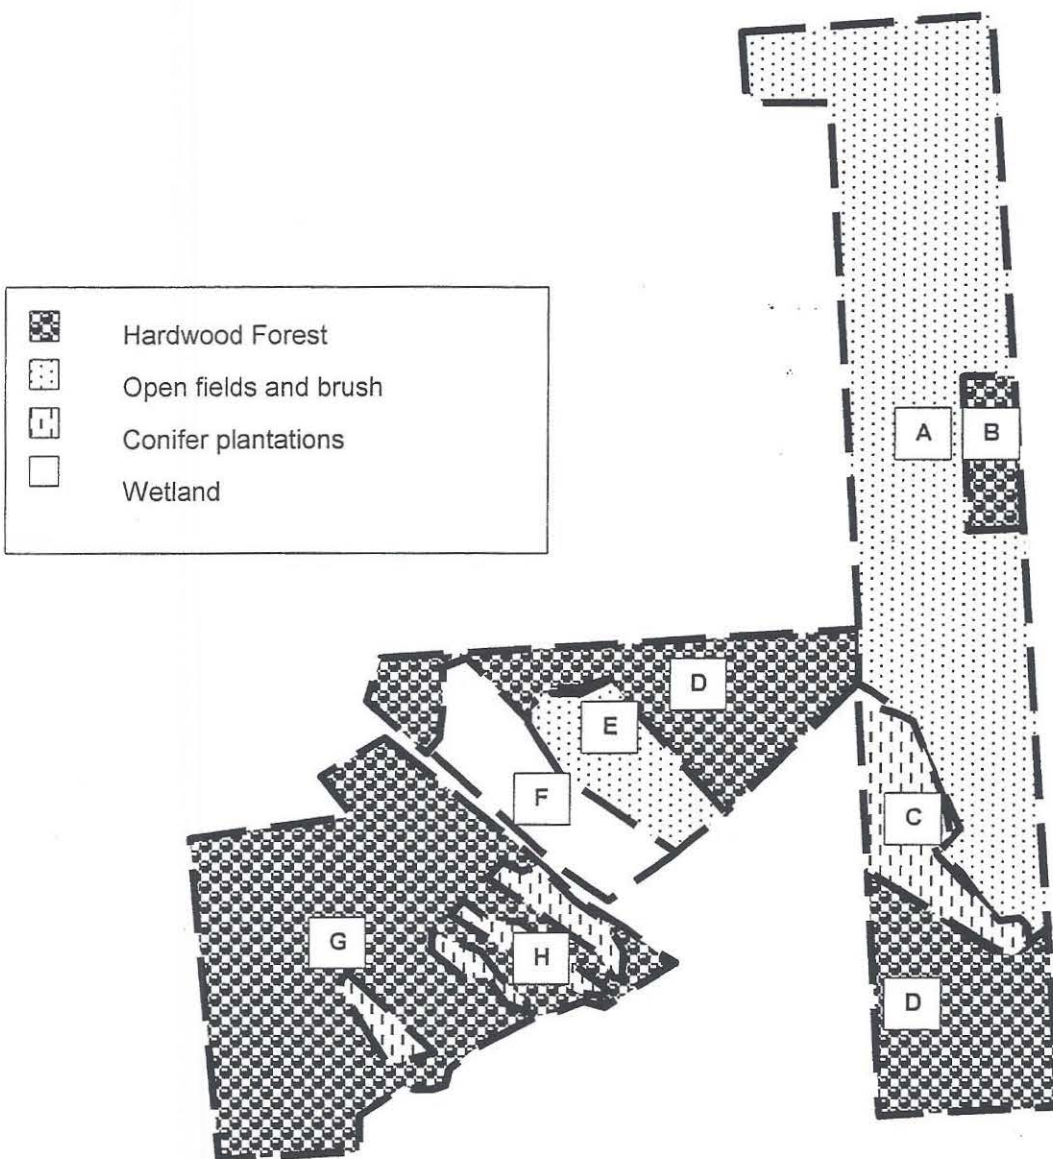 Hardwood Forest
Open fields and brush
Conifer plantations
Wetland
A
B
D
E
F
C
G
H
D